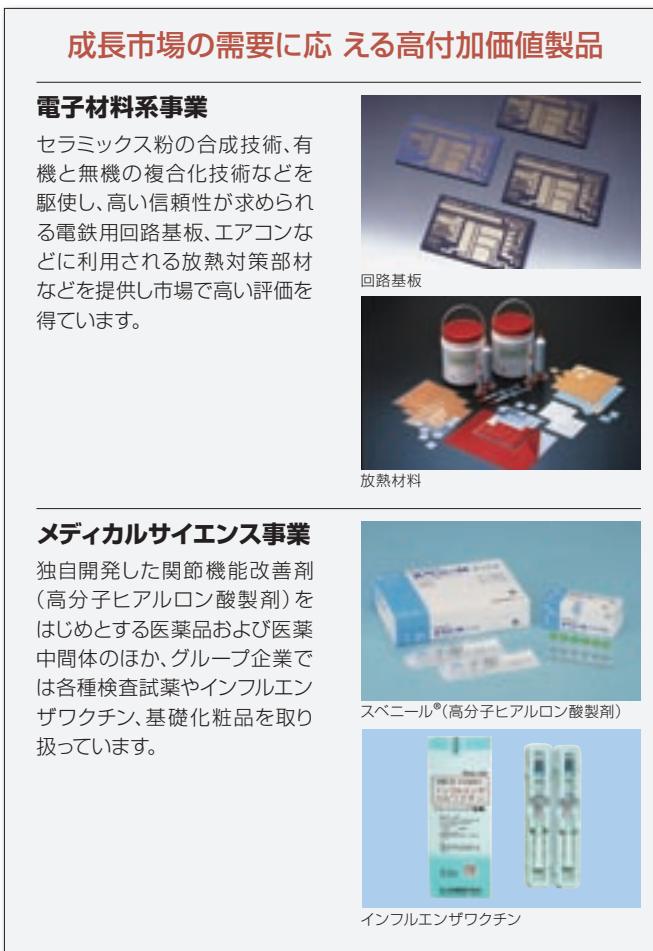 成長市場の需要に応 える高付加価値製品
電子材料系事業
セラミックス粉の合成技術、有
機と無機の複合化技術などを
駆使し、高い信頼性が求められ
る電鉄用回路基板、エアコンな
どに利用される放熱対策部材
などを提供し市場で高い評価を
得ています。
回路基板
放熱材料
メディカルサイエンス事業
独自開発した関節機能改善剤
（高分子ヒアルロン酸製剤）を
はじめとする医薬品および医薬
中間体のほか、グループ企業で
は各種検査試薬やインフルエン
ザワクチン、基礎化粧品を取り
扱っています。
スベニール®（高分子ヒアルロン酸製剤）
インフルエンザワクチン